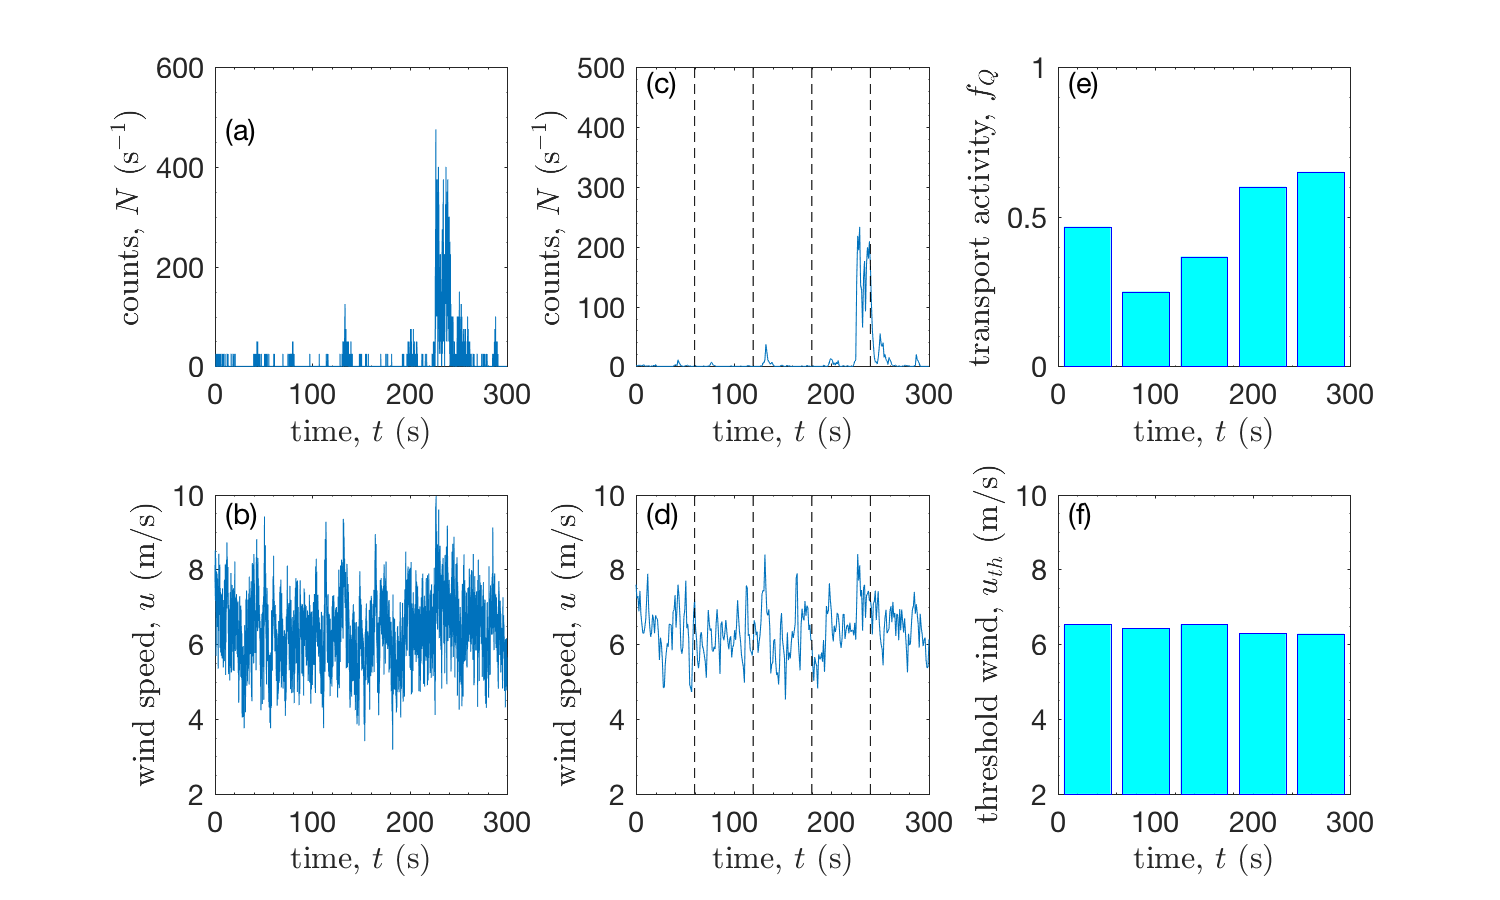 600
400
200
0
counts, N (s⁻¹)
(a)
0 100 200 300
time, t (s)
500
400
300
200
100
0
counts, N (s⁻¹)
(c)
0 100 200 300
time, t (s)
1
0.5
0
transport activity, f_Q
(e)
0 100 200 300
time, t (s)
10
8
6
4
2
wind speed, u (m/s)
(b)
0 100 200 300
time, t (s)
10
8
6
4
2
wind speed, u (m/s)
(d)
0 100 200 300
time, t (s)
10
8
6
4
2
threshold wind, u_th (m/s)
(f)
0 100 200 300
time, t (s)